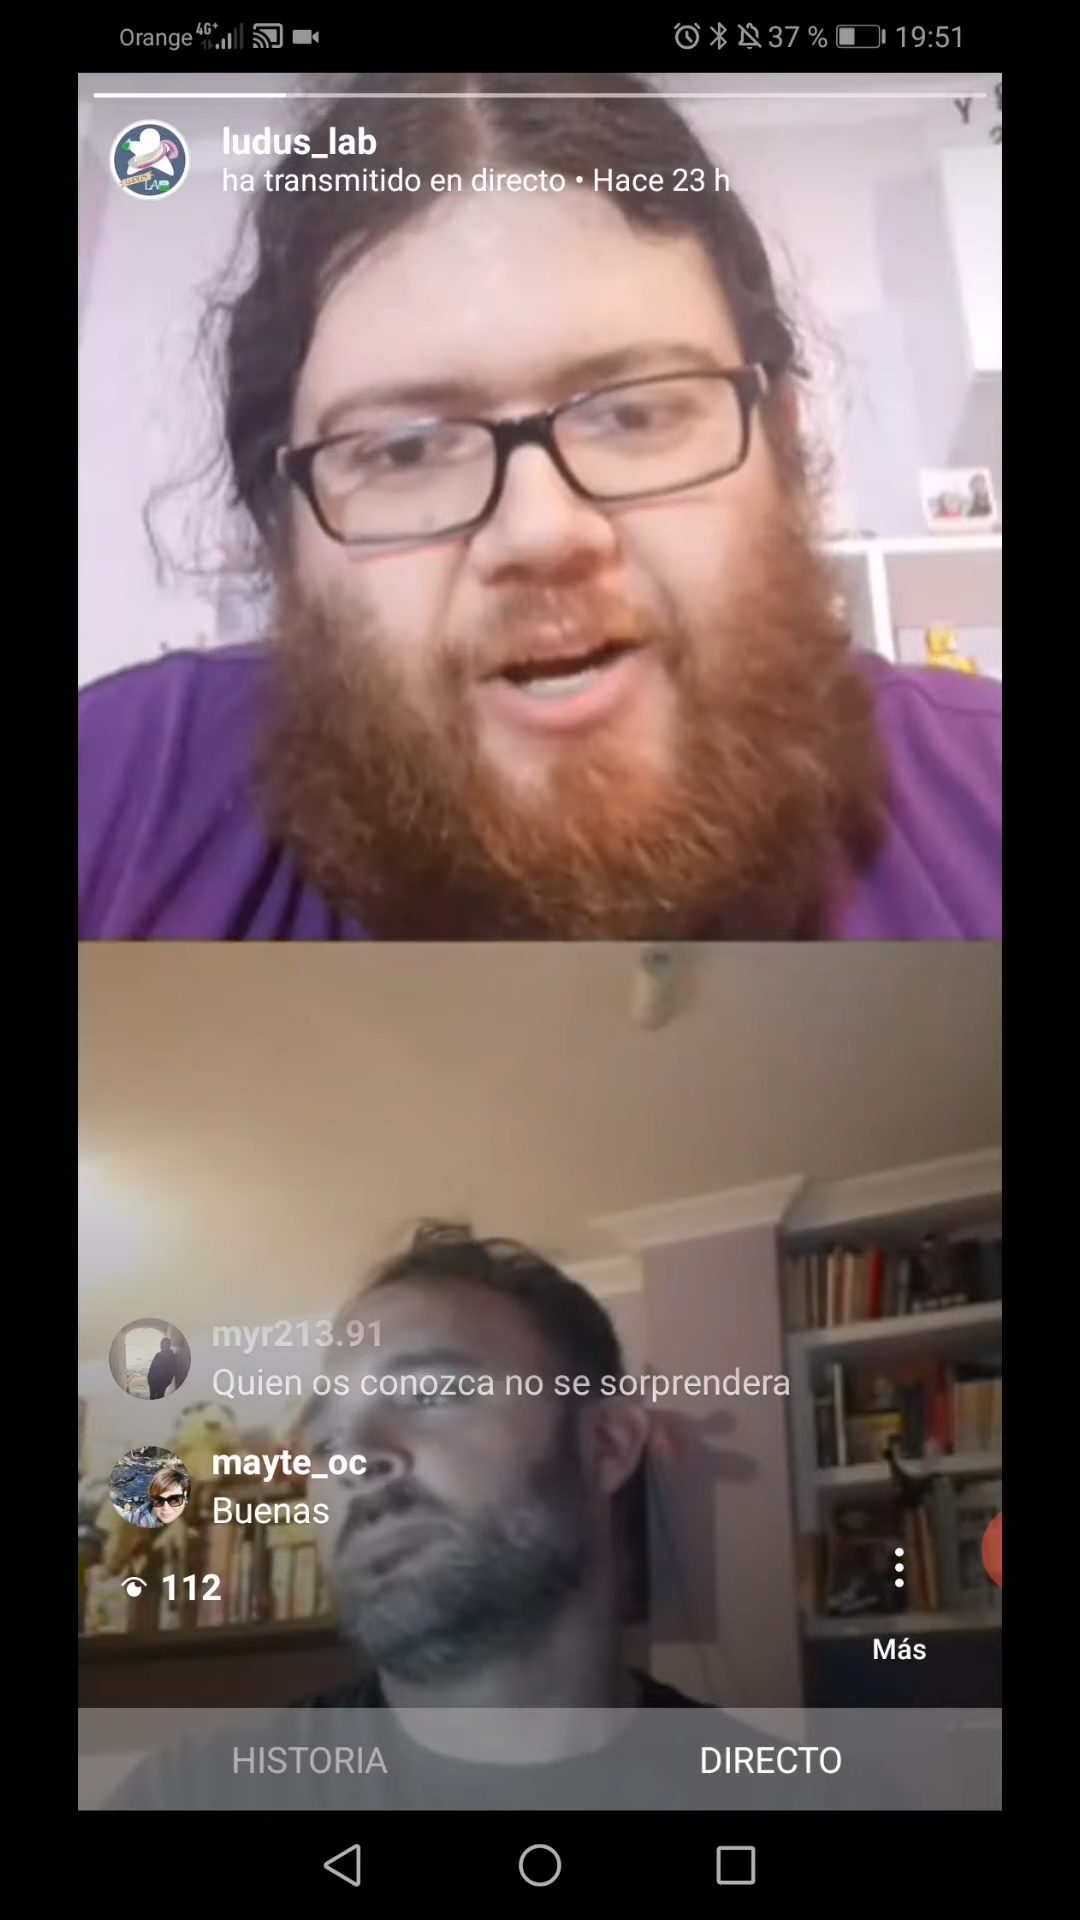 Orange 4G+ 37 % 19:51
ludus_lab
ha transmitido en directo • Hace 23 h
Y
myr213.91
Quien os conozca no se sorprendera
mayte_oc
Buenas
112
Más
HISTORIA DIRECTO